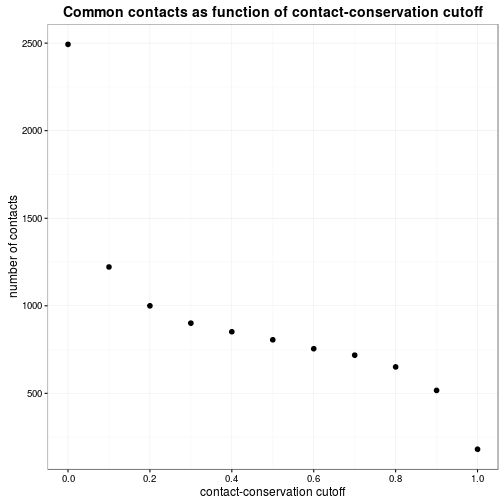 Common contacts as function of contact-conservation cutoff
number of contacts
2500
2000
1500
1000
500
0.0 0.2 0.4 0.6 0.8 1.0
contact-conservation cutoff